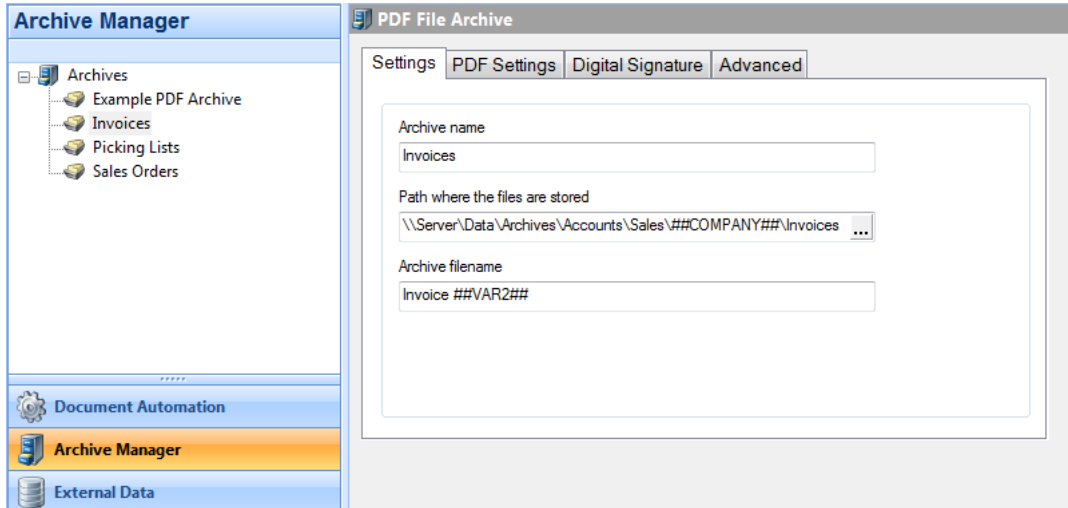 Archive Manager
Archives
Example PDF Archive
Invoices
Picking Lists
Sales Orders
Document Automation
Archive Manager
External Data
PDF File Archive
Settings PDF Settings Digital Signature Advanced
Archive name
Invoices
Path where the files are stored
\\Server\Data\Archives\Accounts\Sales\##COMPANY##\Invoices ...
Archive filename
Invoice ##VAR2##